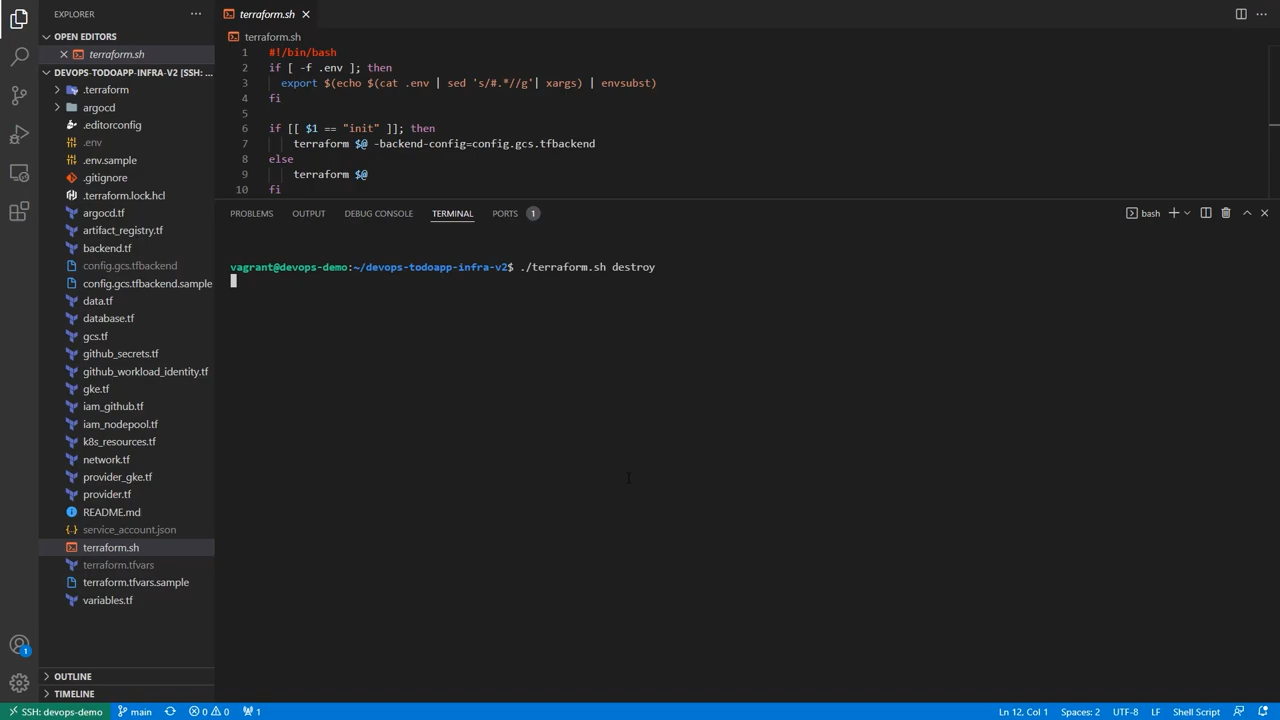 EXPLORER
OPEN EDITORS
terraform.sh
DEVOPS-TODOAPP-INFRA-V2 [SSH: ...
.terraform
argocd
.editorconfig
.env
.env.sample
.gitignore
.terraform.lock.hcl
argocd.tf
artifact_registry.tf
backend.tf
config.gcs.tfbackend
config.gcs.tfbackend.sample
data.tf
database.tf
gcs.tf
github_secrets.tf
github_workload_identity.tf
gke.tf
iam_github.tf
iam_nodepool.tf
k8s_resources.tf
network.tf
provider_gke.tf
provider.tf
README.md
service_account.json
terraform.sh
terraform.tfvars
terraform.tfvars.sample
variables.tf
OUTLINE
TIMELINE
terraform.sh
terraform.sh
1 #!/bin/bash
2 if [ -f .env ]; then
3 export $(echo $(cat .env | sed 's/#.*//g'| xargs) | envsubst)
4 fi
5
6 if [[ $1 == "init" ]]; then
7 terraform $@ -backend-config=config.gcs.tfbackend
8 else
9 terraform $@
10 fi
PROBLEMS OUTPUT DEBUG CONSOLE TERMINAL PORTS 1 bash
vagrant@devops-demo:~/devops-todoapp-infra-v2$ ./terraform.sh destroy
1
SSH: devops-demo main 0 0 1 Ln 12, Col 1 Spaces: 2 UTF-8 LF Shell Script